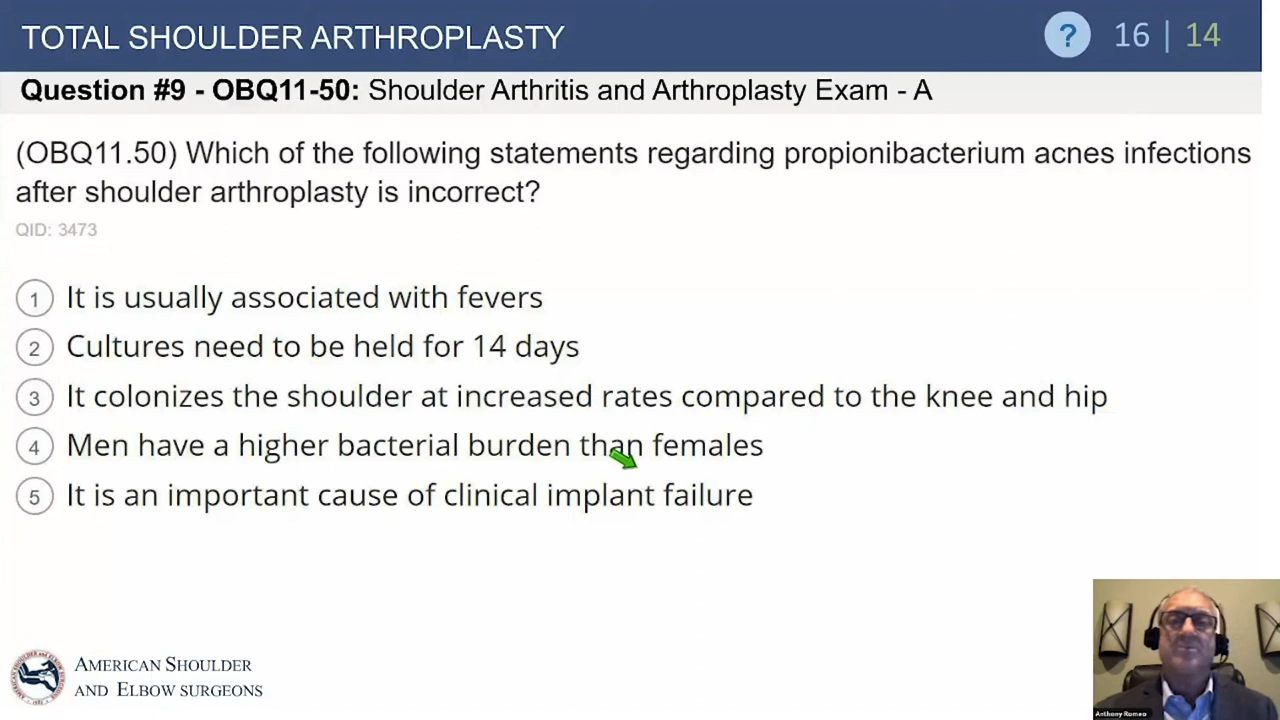 TOTAL SHOULDER ARTHROPLASTY
? 16 | 14
Question #9 - OBQ11-50: Shoulder Arthritis and Arthroplasty Exam - A
(OBQ11.50) Which of the following statements regarding propionibacterium acnes infections
after shoulder arthroplasty is incorrect?
QID: 3473
1 It is usually associated with fevers
2 Cultures need to be held for 14 days
3 It colonizes the shoulder at increased rates compared to the knee and hip
4 Men have a higher bacterial burden than females
5 It is an important cause of clinical implant failure
AMERICAN SHOULDER
AND ELBOW SURGEONS
Anthony Romeo